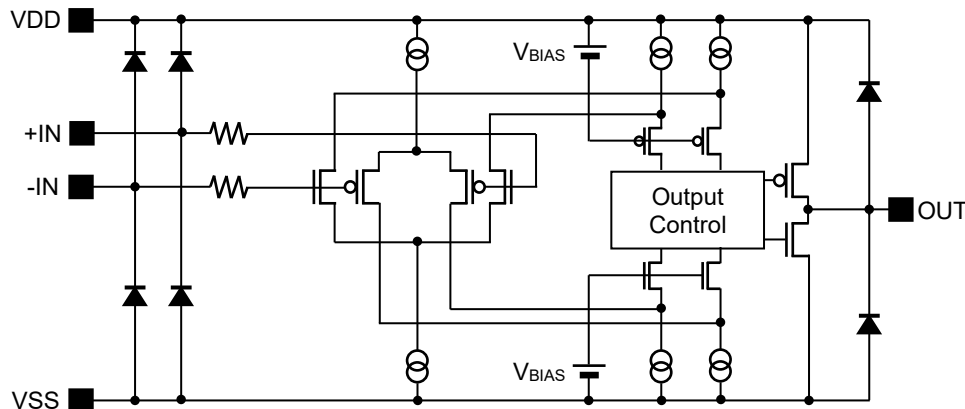 VDD
VBIAS
+IN
-IN
Output
Control
OUT
VBIAS
VSS